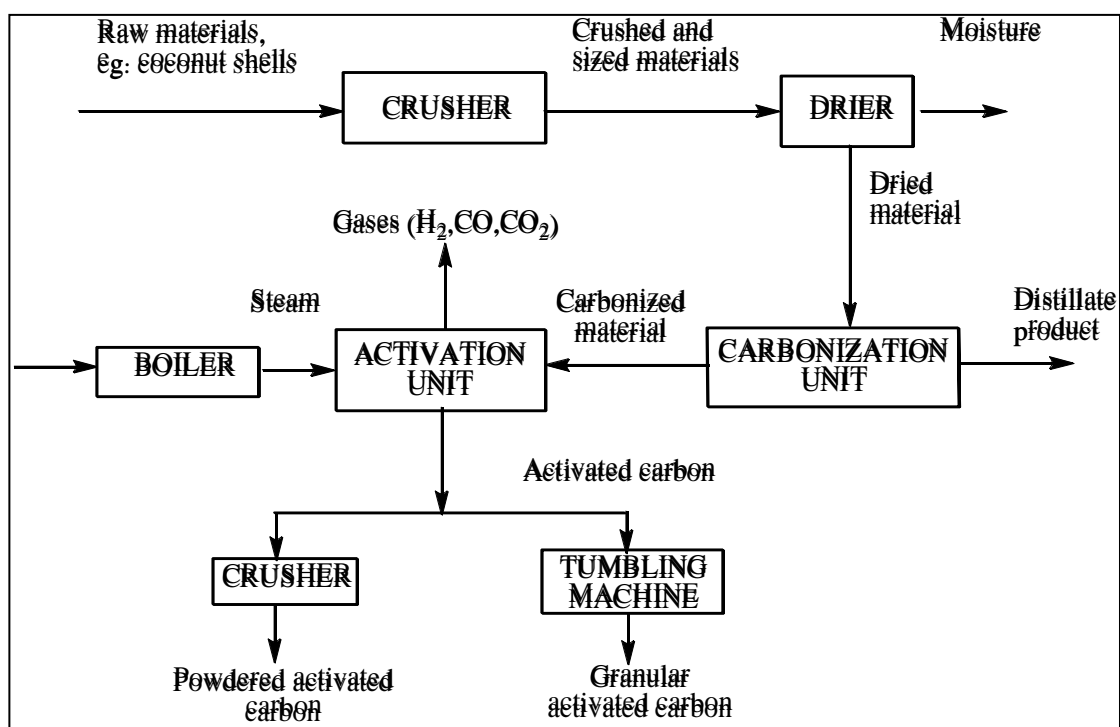 Raw materials,
eg. coconut shells
Crushed and
sized materials
Moisture
CRUSHER
DRIER
Dried
material
Gases (H₂,CO,CO₂)
Steam
Carbonized
material
Distillate
product
BOILER
ACTIVATION
UNIT
CARBONIZATION
UNIT
Activated carbon
CRUSHER
TUMBLING
MACHINE
Powdered activated
carbon
Granular
activated carbon